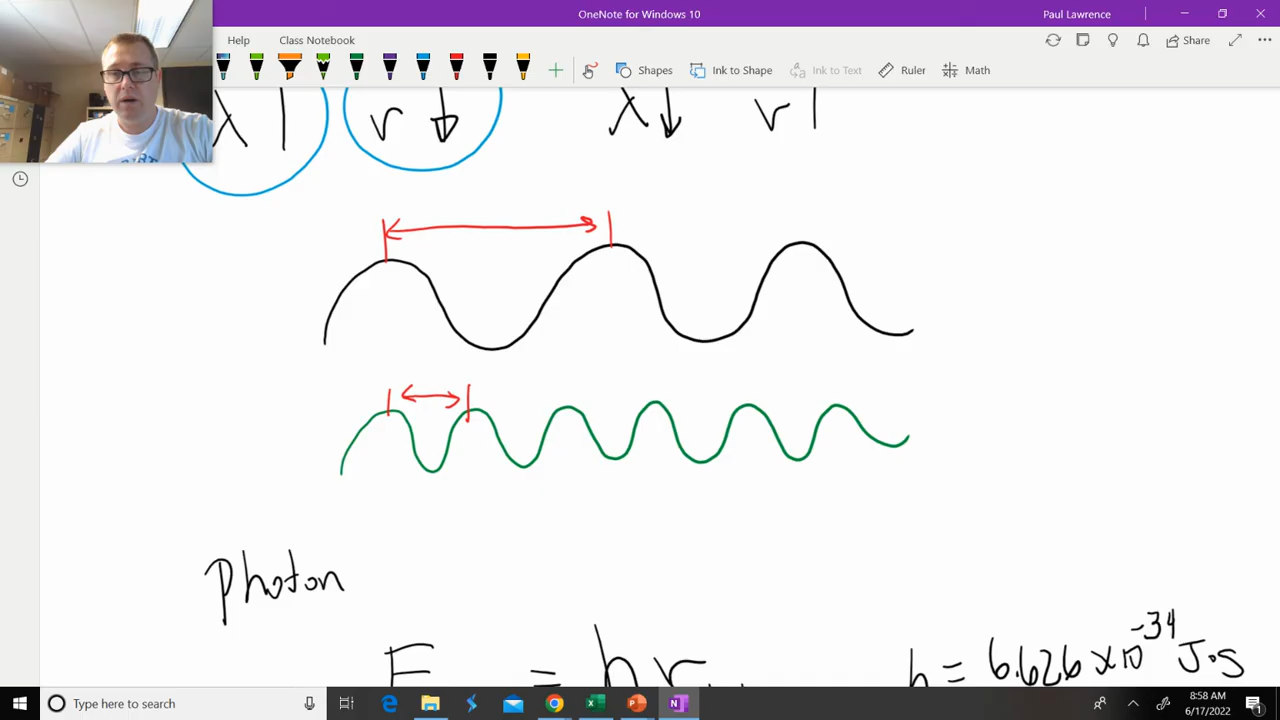 OneNote for Windows 10
Paul Lawrence
Help Class Notebook
Share
Shapes Ink to Shape Ink to Text Ruler Math
λ ν ↓ λ ↓ ν
Photon
E = hν h = 6.626 x 10^-34 J·s
Type here to search
8:58 AM
6/17/2022